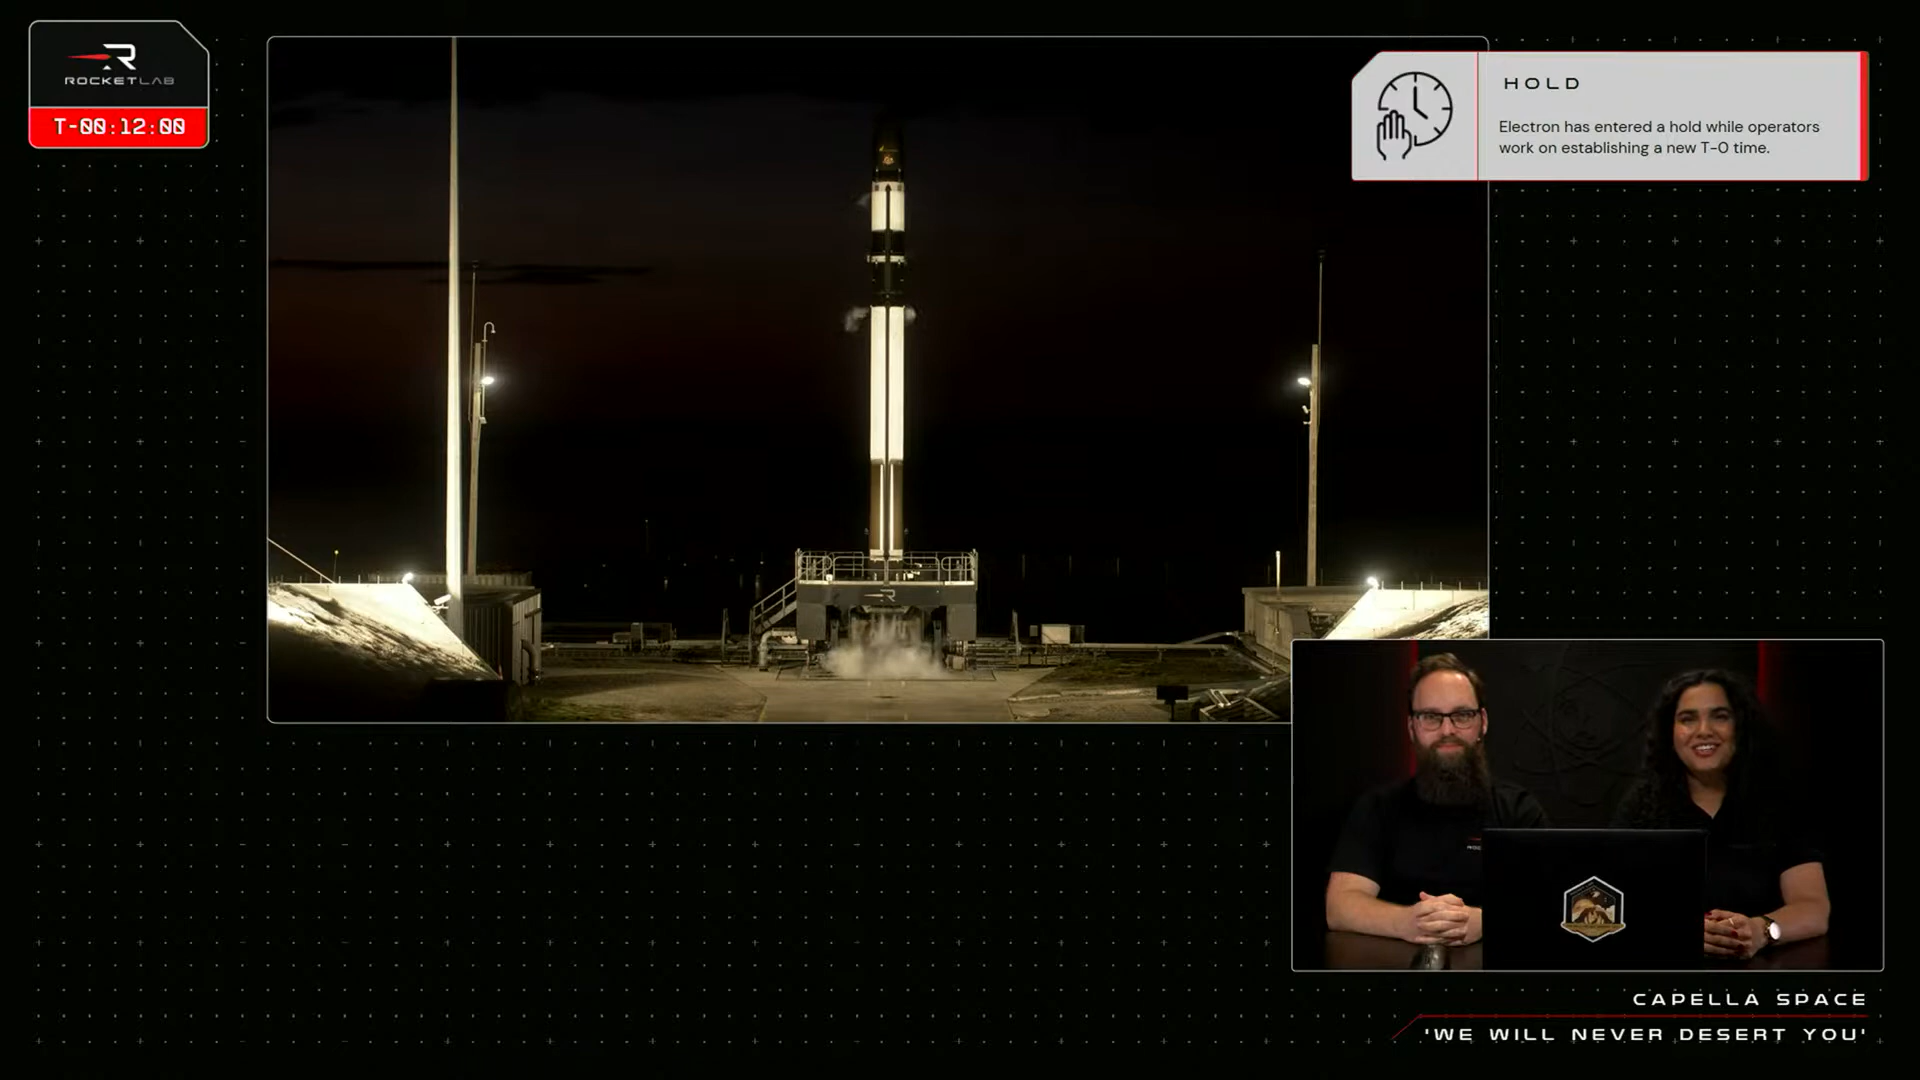 ROCKETLAB
T-00:12:00
HOLD
Electron has entered a hold while operators
work on establishing a new T-0 time.
CAPELLA SPACE
'WE WILL NEVER DESERT YOU'